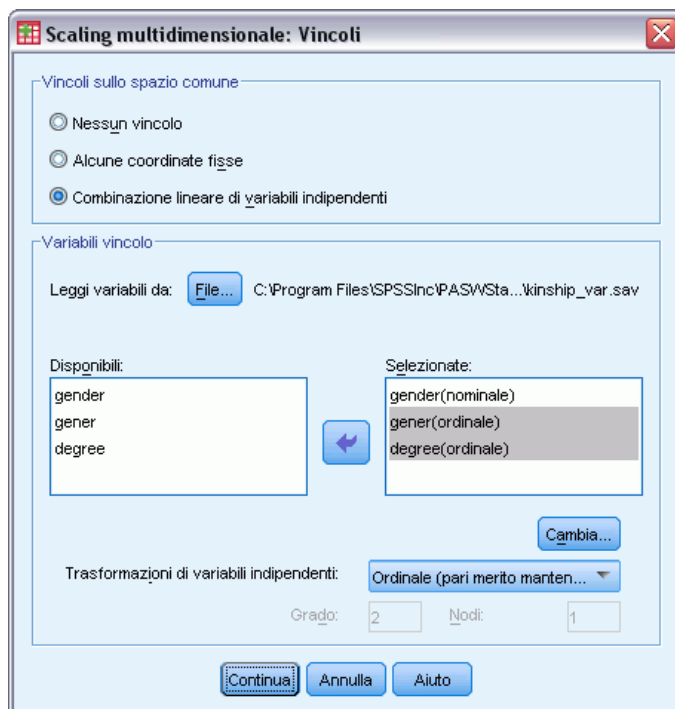 Scaling multidimensionale: Vincoli
Vincoli sullo spazio comune
Nessun vincolo
Alcune coordinate fisse
Combinazione lineare di variabili indipendenti
Variabili vincolo
Leggi variabili da: File... C:\Program Files\SPSSInc\PASWSta...\kinship_var.sav
Disponibili:
gender
gener
degree
Selezionate:
gender(nominale)
gener(ordinale)
degree(ordinale)
Cambia...
Trasformazioni di variabili indipendenti: Ordinale (pari merito manten...
Grado: 2 Nodi: 1
Continua Annulla Aiuto